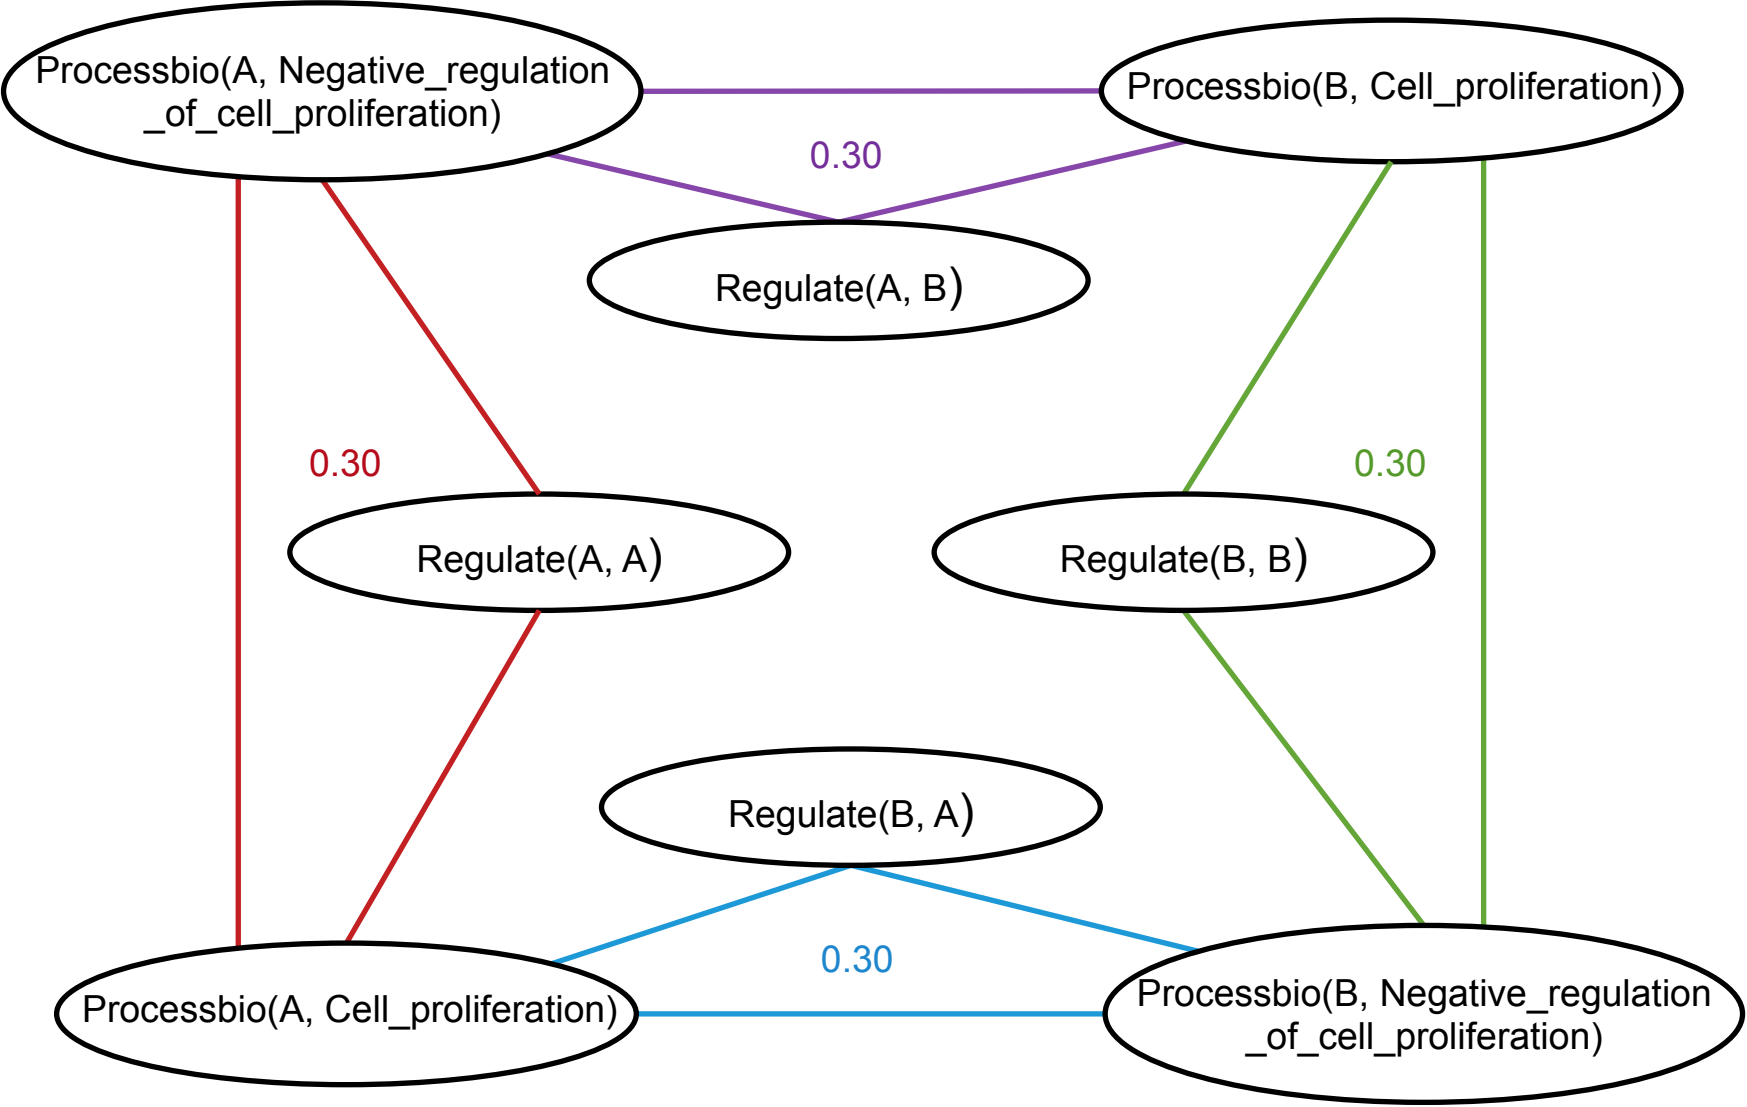 Processbio(A, Negative_regulation
_of_cell_proliferation)
Processbio(B, Cell_proliferation)
0.30
Regulate(A, B)
0.30
0.30
Regulate(A, A)
Regulate(B, B)
Regulate(B, A)
0.30
Processbio(A, Cell_proliferation)
Processbio(B, Negative_regulation
_of_cell_proliferation)